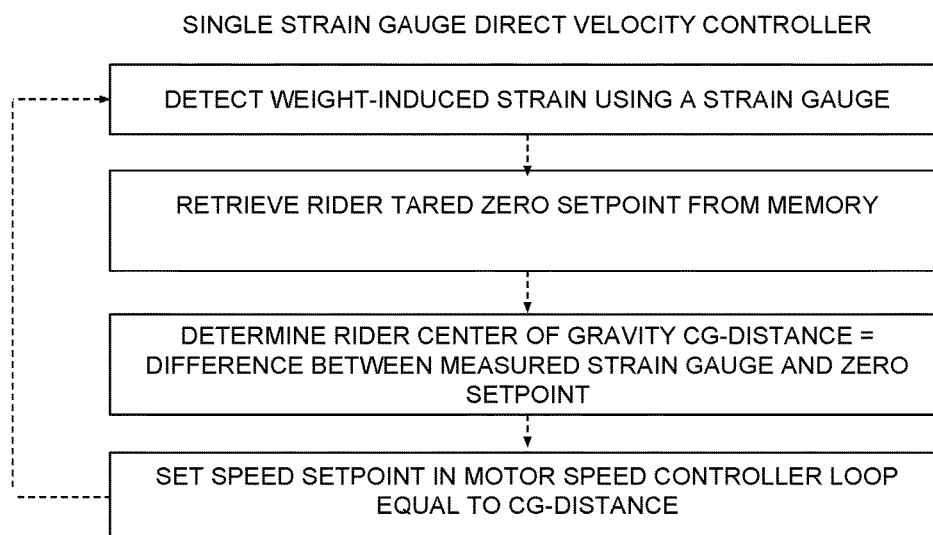 SINGLE STRAIN GAUGE DIRECT VELOCITY CONTROLLER
DETECT WEIGHT-INDUCED STRAIN USING A STRAIN GAUGE
RETRIEVE RIDER TARED ZERO SETPOINT FROM MEMORY
DETERMINE RIDER CENTER OF GRAVITY CG-DISTANCE =
DIFFERENCE BETWEEN MEASURED STRAIN GAUGE AND ZERO
SETPOINT
SET SPEED SETPOINT IN MOTOR SPEED CONTROLLER LOOP
EQUAL TO CG-DISTANCE